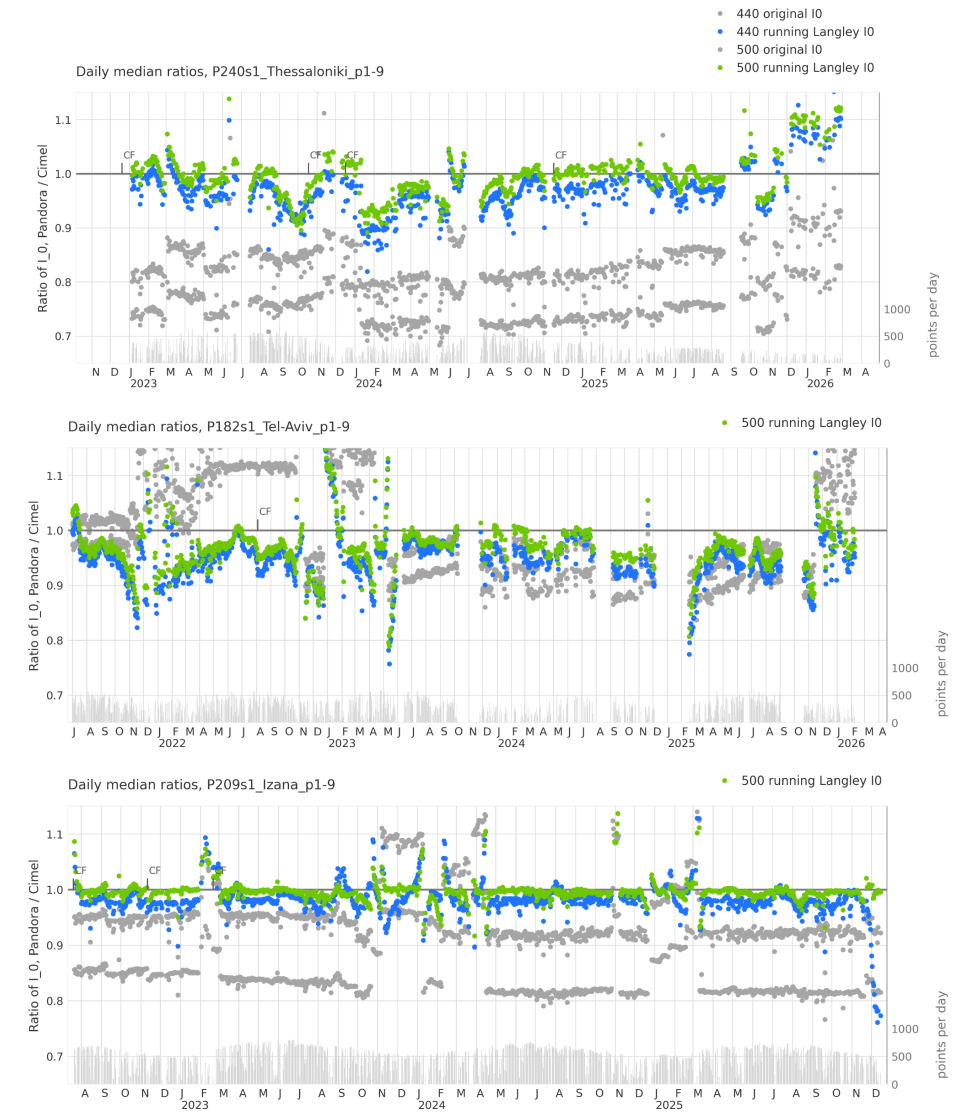 440 original I0
440 running Langley I0
500 original I0
500 running Langley I0
Daily median ratios, P240s1_Thessaloniki_p1-9
Ratio of I_0, Pandora / Cimel
1.1
1.0
0.9
0.8
0.7
CF CF CF CF
1000
500
0
points per day
N D J F M A M J J A S O N D J F M A M J J A S O N D J F M A M J J A S O N D J F M A
2023 2024 2025 2026
Daily median ratios, P182s1_Tel-Aviv_p1-9
500 running Langley I0
Ratio of I_0, Pandora / Cimel
1.1
1.0
0.9
0.8
0.7
CF
1000
500
0
points per day
J A S O N D J F M A M J J A S O N D J F M A M J J A S O N D J F M A M J J A S O N D J F M A M J J A S O N D J F M A
2022 2023 2024 2025 2026
Daily median ratios, P209s1_Izana_p1-9
500 running Langley I0
Ratio of I_0, Pandora / Cimel
1.1
1.0
0.9
0.8
0.7
CF CF CF
1000
500
0
points per day
A S O N D J F M A M J J A S O N D J F M A M J J A S O N D J F M A M J J A S O N D
2023 2024 2025